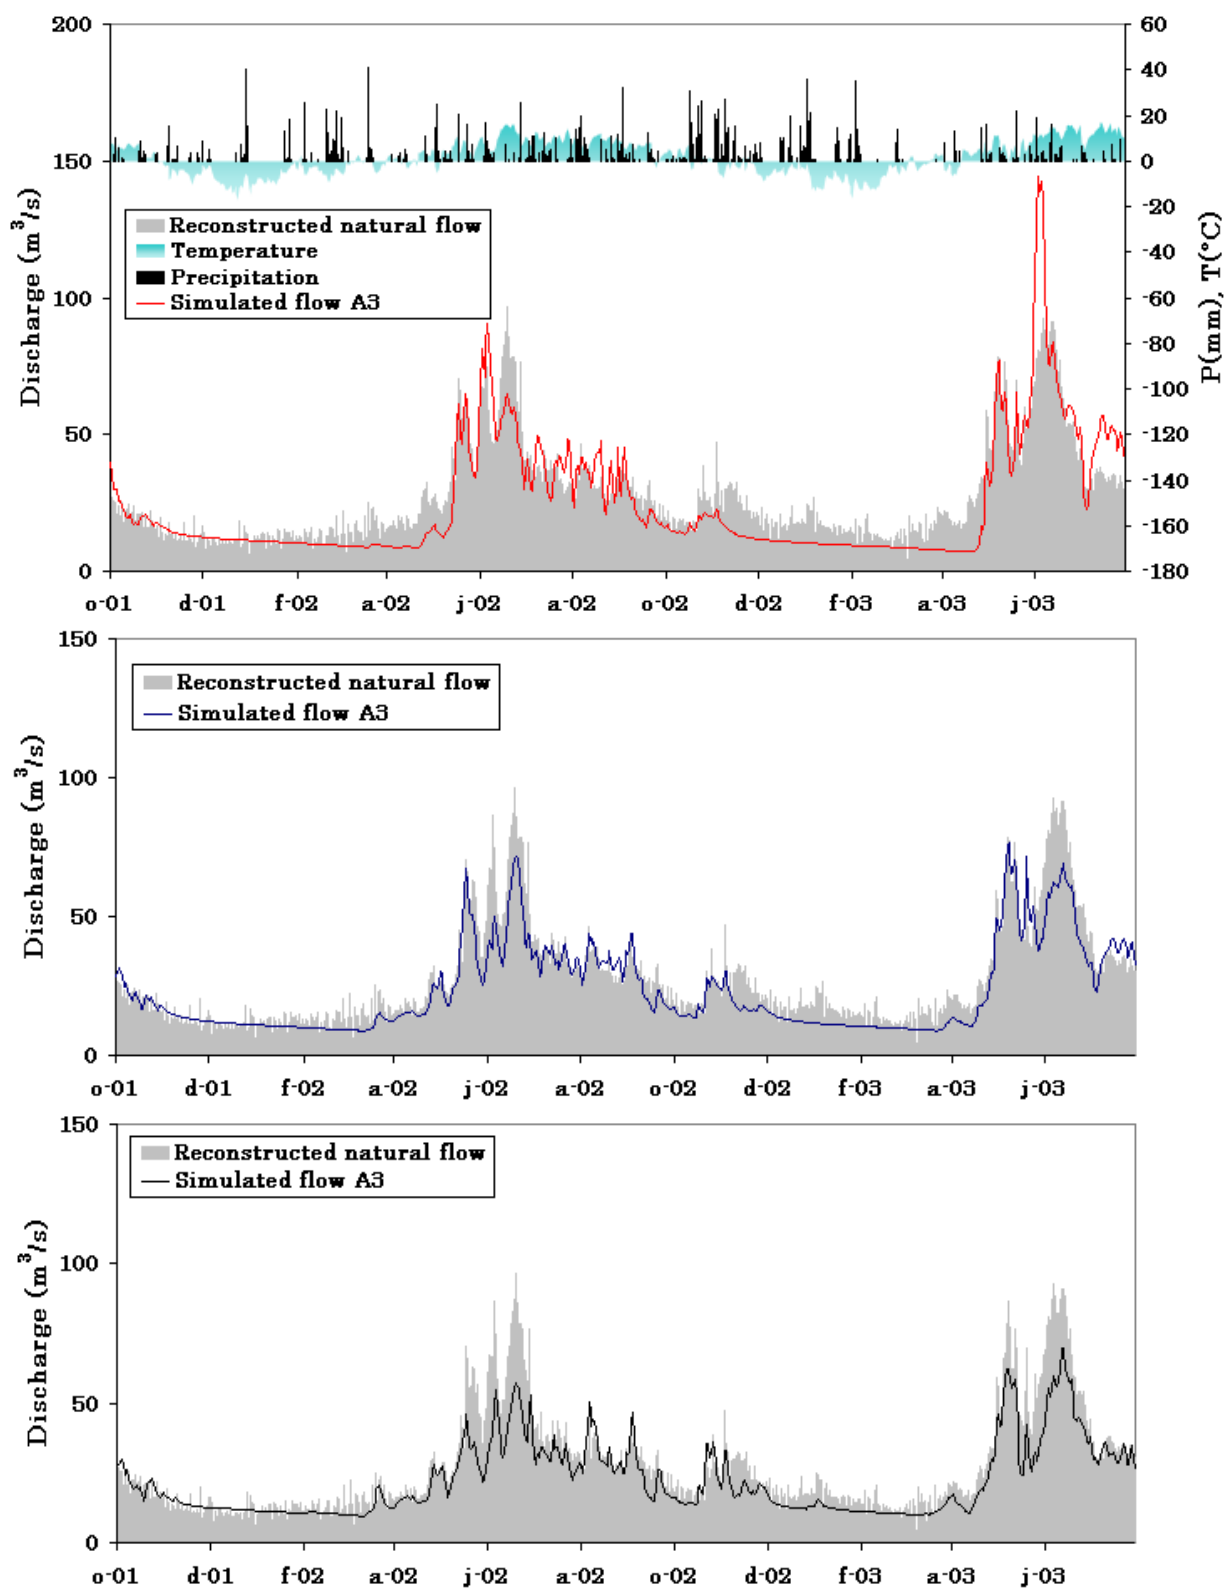 200
150
100
50
0
Discharge (m³/s)
60
40
20
0
-20
-40
-60
-80
-100
-120
-140
-160
-180
P(mm), T(°C)
Reconstructed natural flow
Temperature
Precipitation
Simulated flow A3
o-01 d-01 f-02 a-02 j-02 a-02 o-02 d-02 f-03 a-03 j-03
150
100
50
0
Discharge (m³/s)
Reconstructed natural flow
Simulated flow A3
o-01 d-01 f-02 a-02 j-02 a-02 o-02 d-02 f-03 a-03 j-03
150
100
50
0
Discharge (m³/s)
Reconstructed natural flow
Simulated flow A3
o-01 d-01 f-02 a-02 j-02 a-02 o-02 d-02 f-03 a-03 j-03